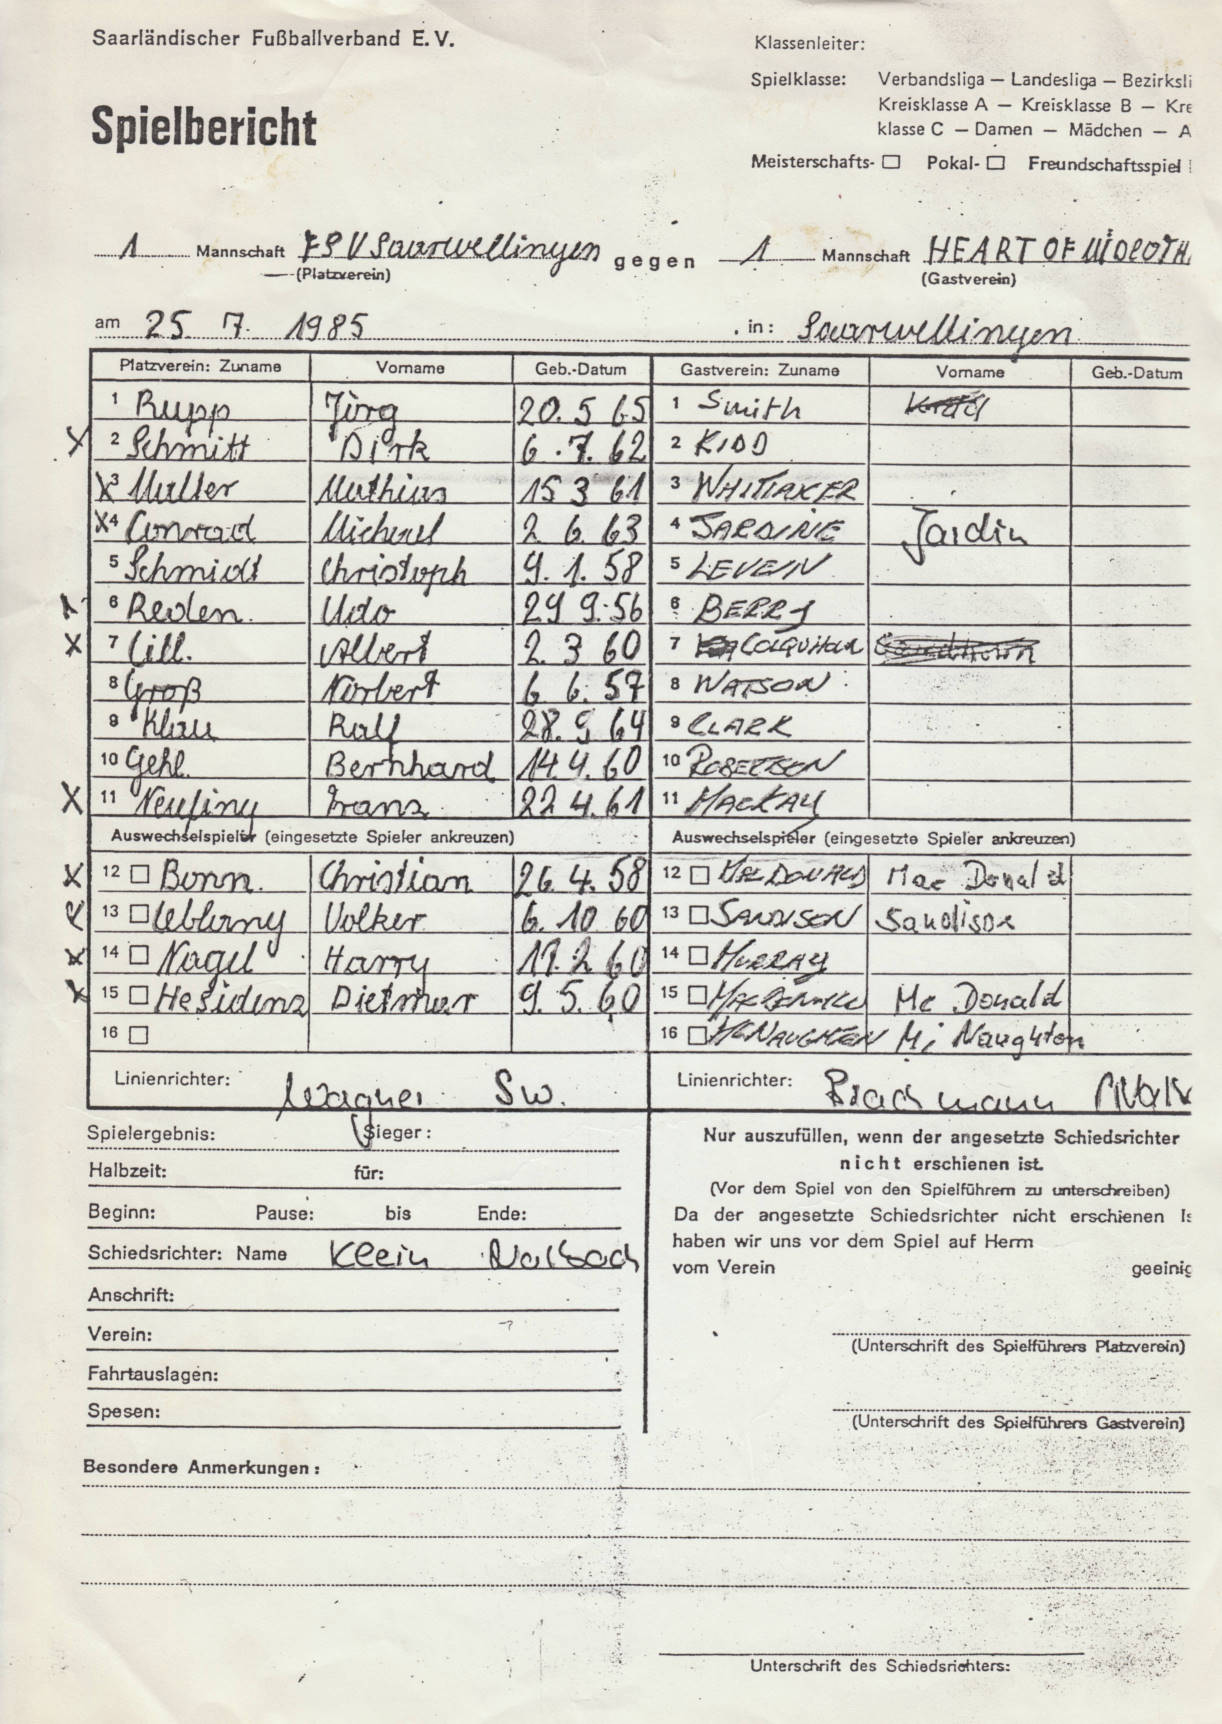 Saarländischer Fußballverband E. V.
Klassenleiter:
Spielklasse: Verbandsliga — Landesliga — Bezirksli
Kreisklasse A — Kreisklasse B — Kre
klasse C — Damen — Mädchen — A
Spielbericht
Meisterschafts- Pokal- Freundschaftsspiel
1 Mannschaft FSV Saarwellingen gegen 1 Mannschaft HEART OF MIDLOTH
(Platzverein) (Gastverein)
am 25 7. 1985 in: Saarwellingen
Platzverein: Zuname Vorname Geb.-Datum Gastverein: Zuname Vorname Geb.-Datum
1 Rupp Jürg 20. 5 65 1 Smith
X 2 Schmitt Dirk 6. 7. 62 2 KIDD
X 3 Muller Mathias 15 3 61 3 WHITTAKER
X 4 Conrad Michael 2 6 63 4 JARDINE Jardin
5 Schmidt Christoph 9. 1. 58 5 LEVEIN
6 Reden. Udo 29 9. 56 6 BERRY
X 7 Lill. Albert 2. 3 60 7 COLQUHOUN
8 Groß Norbert 6 6. 57 8 WATSON
9 Klau Ralf 28. 9 64 9 CLARK
10 Gehl. Bernhard 14. 4. 60 10 ROBERTSON
X 11 Neufing Franz 22 4. 61 11 MACKAY
Auswechselspieler (eingesetzte Spieler ankreuzen) Auswechselspieler (eingesetzte Spieler ankreuzen)
X 12 Bonn. Christian 26. 4. 58 12 MACDONALD Mac Donald
13 Volker 6. 10 60 13 SANDISON Sandison
X 14 Nagel Harry 17. 2 60 14 MURRAY
X 15 Hesidenz Dietmar 9. 5. 60 15 Mc Donald
16 16 McNAUGHTEN Mc Naughton
Linienrichter: Wagner Sw. Linienrichter: Brachmann
Spielergebnis: Sieger:
Halbzeit: für:
Beginn: Pause: bis Ende:
Schiedsrichter: Name Klein Nalbach
Anschrift:
Verein:
Fahrtauslagen:
Spesen:
Nur auszufüllen, wenn der angesetzte Schiedsrichter
nicht erschienen ist.
(Vor dem Spiel von den Spielführern zu unterschreiben)
Da der angesetzte Schiedsrichter nicht erschienen is
haben wir uns vor dem Spiel auf Herrn
vom Verein geeinig
(Unterschrift des Spielführers Platzverein)
(Unterschrift des Spielführers Gastverein)
Besondere Anmerkungen:
Unterschrift des Schiedsrichters: